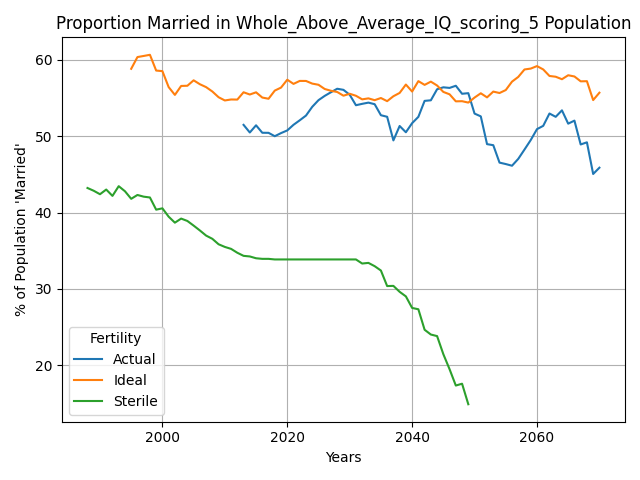 Proportion Married in Whole_Above_Average_IQ_scoring_5 Population
% of Population 'Married'
60
50
40
30
20
Fertility
Actual
Ideal
Sterile
2000
2020
2040
2060
Years